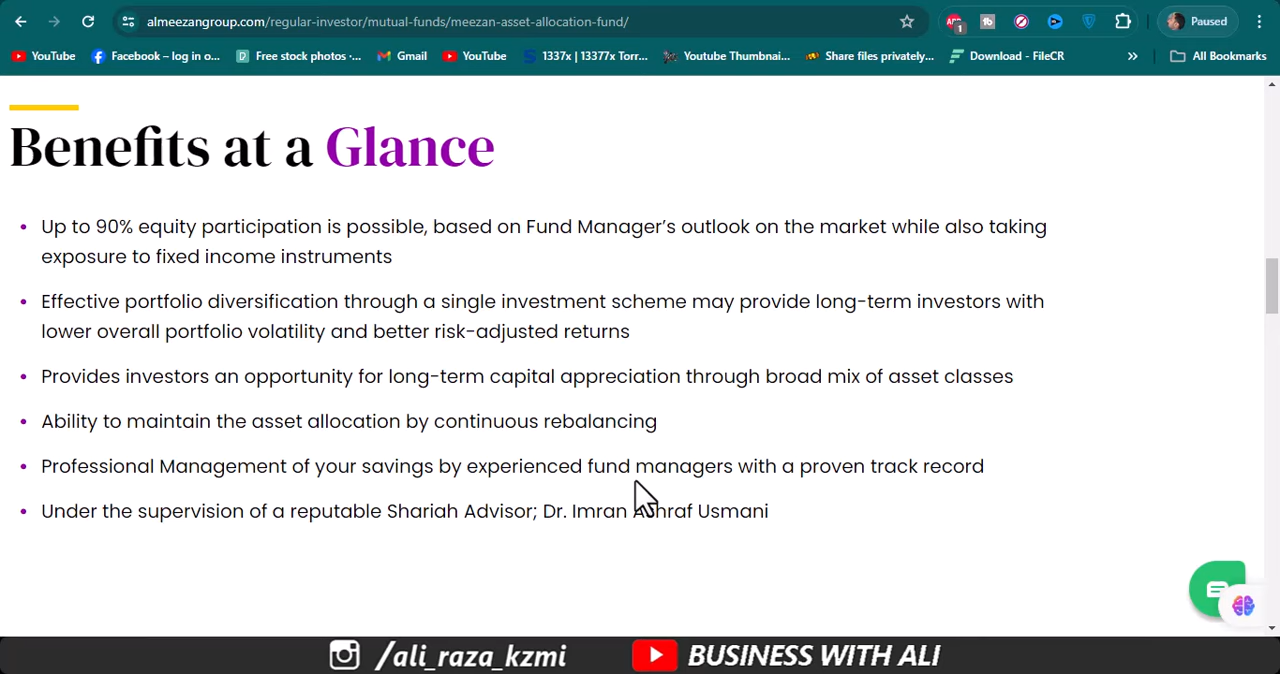 almeezangroup.com/regular-investor/mutual-funds/meezan-asset-allocation-fund/
1
Paused
YouTube
Facebook – log in o...
Free stock photos ·...
Gmail
YouTube
1337x | 13377x Torr...
Youtube Thumbnai...
Share files privately...
Download - FileCR
»
All Bookmarks
Benefits at a Glance
• Up to 90% equity participation is possible, based on Fund Manager’s outlook on the market while also taking
exposure to fixed income instruments
• Effective portfolio diversification through a single investment scheme may provide long-term investors with
lower overall portfolio volatility and better risk-adjusted returns
• Provides investors an opportunity for long-term capital appreciation through broad mix of asset classes
• Ability to maintain the asset allocation by continuous rebalancing
• Professional Management of your savings by experienced fund managers with a proven track record
• Under the supervision of a reputable Shariah Advisor; Dr. Imran Ashraf Usmani
/ali_raza_kzmi
BUSINESS WITH ALI